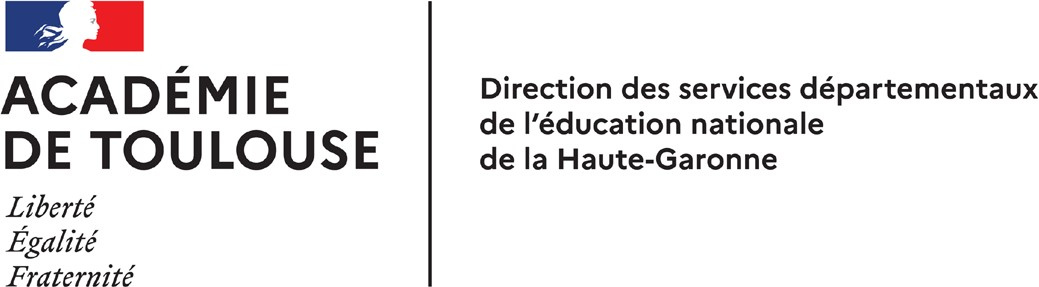 ACADÉMIE
DE TOULOUSE
Liberté
Égalité
Fraternité
Direction des services départementaux
de l'éducation nationale
de la Haute-Garonne